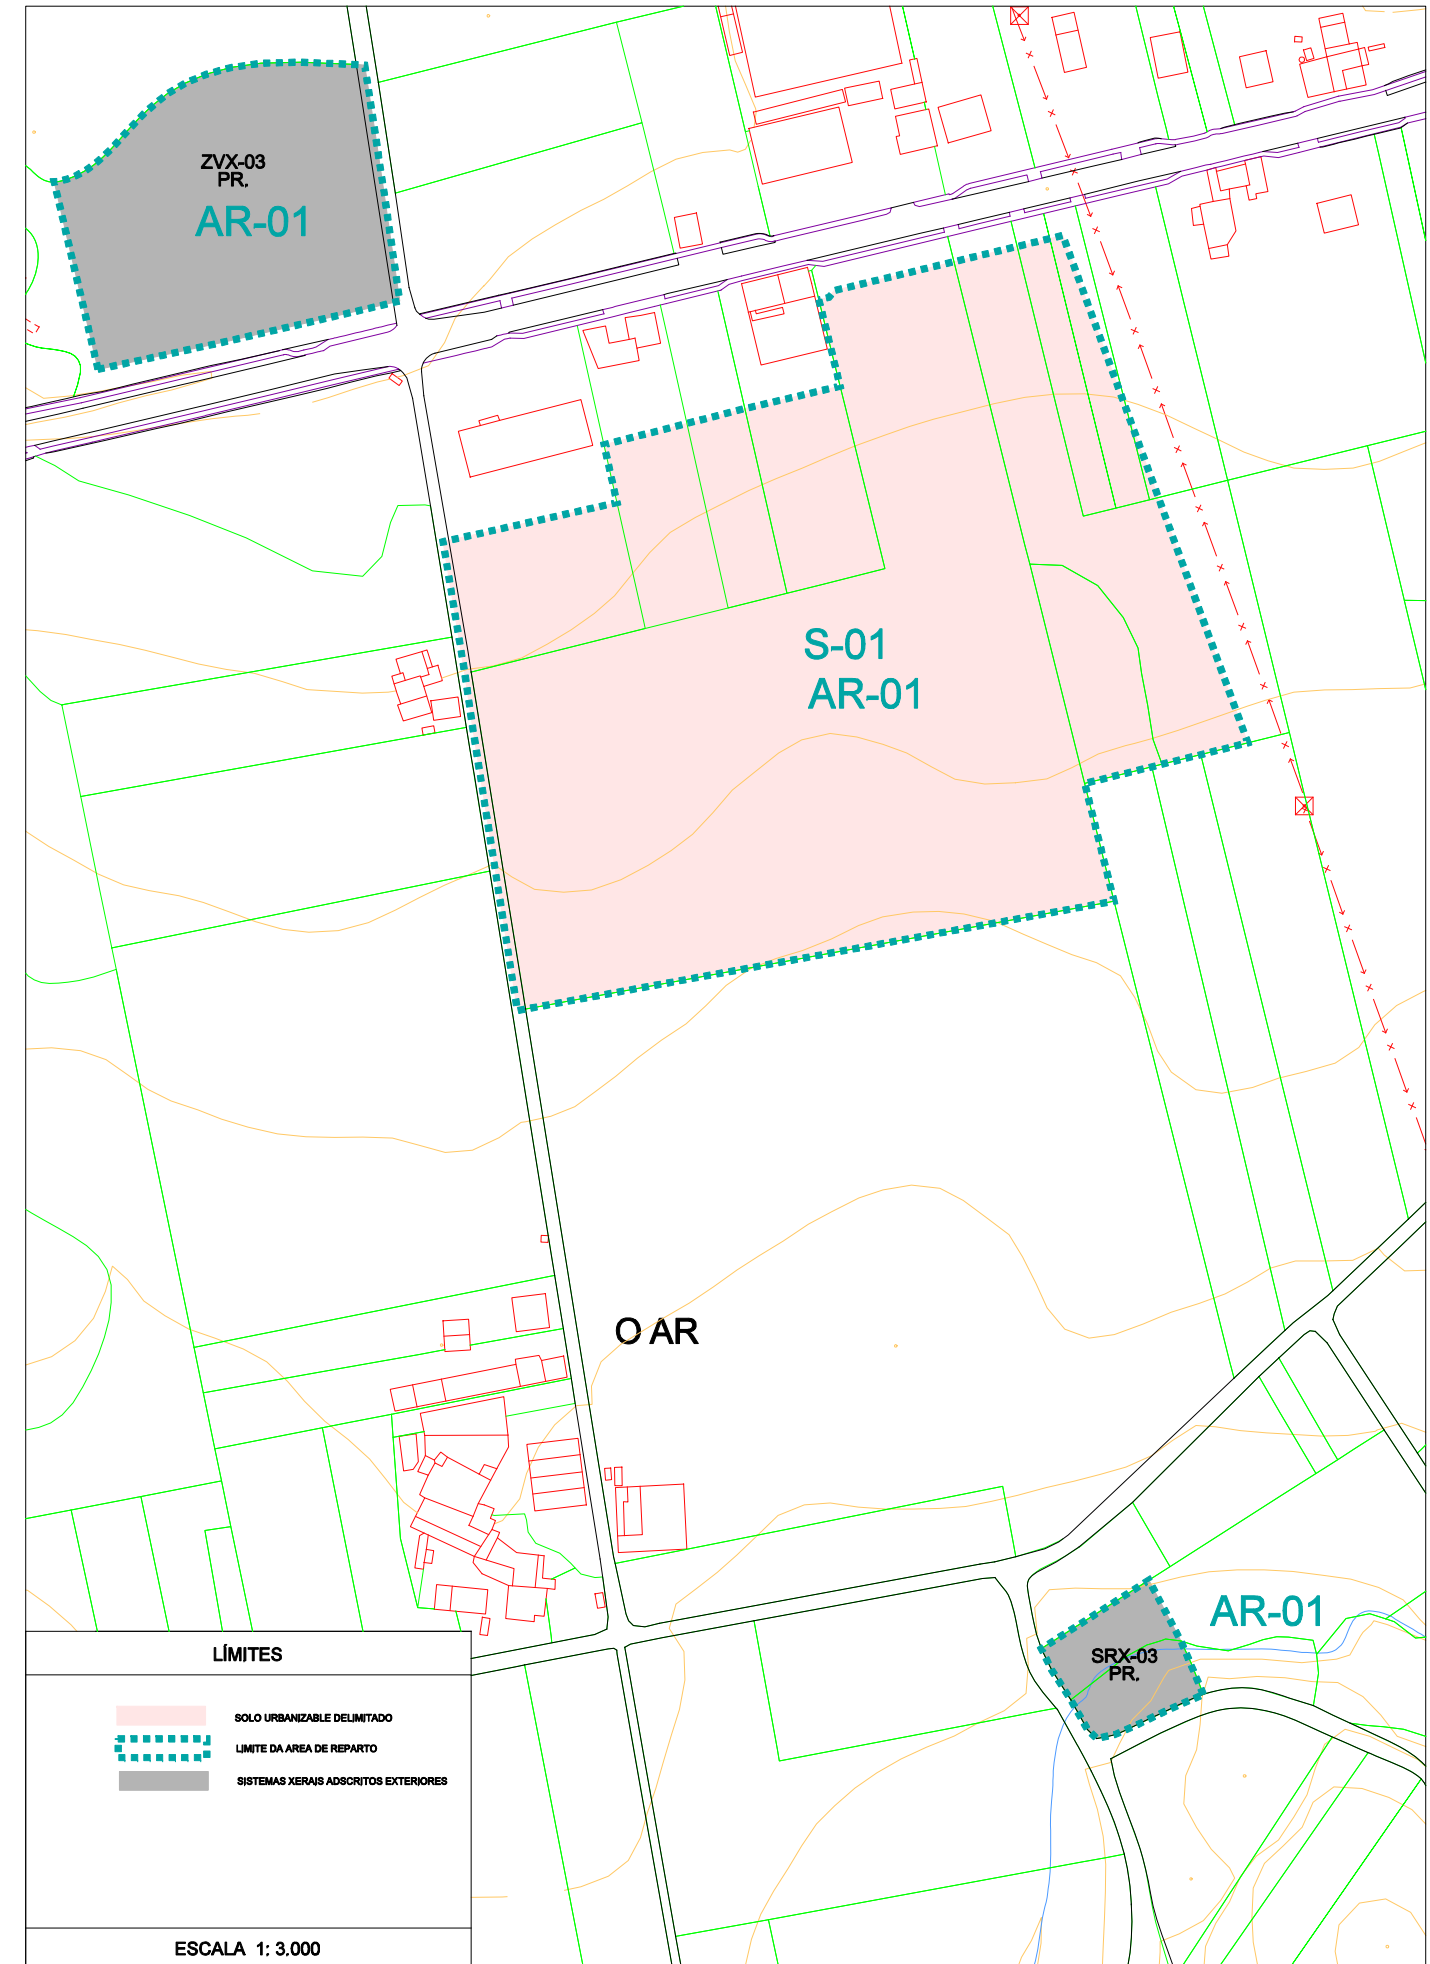 ZVX-03
PR.
AR-01
S-01
AR-01
O AR
AR-01
SRX-03
PR.
LÍMITES
SOLO URBANIZABLE DELIMITADO
LIMITE DA AREA DE REPARTO
SISTEMAS XERAIS ADSCRITOS EXTERIORES
ESCALA 1: 3.000